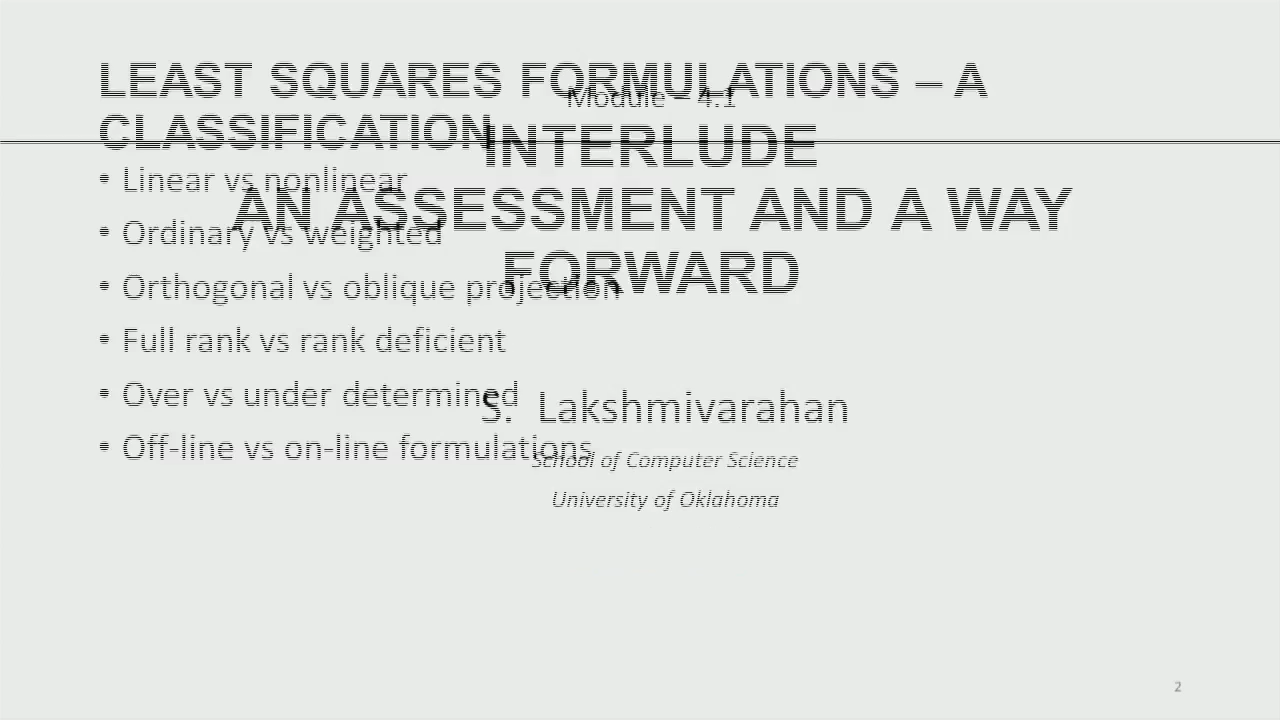 LEAST SQUARES FORMULATIONS – A
CLASSIFICATION
• Linear vs nonlinear
• Ordinary vs weighted
• Orthogonal vs oblique projection
• Full rank vs rank deficient
• Over vs under determined
• Off-line vs on-line formulations
Module – 4.1
INTERLUDE
AN ASSESSMENT AND A WAY
FORWARD
S. Lakshmivarahan
School of Computer Science
University of Oklahoma
2